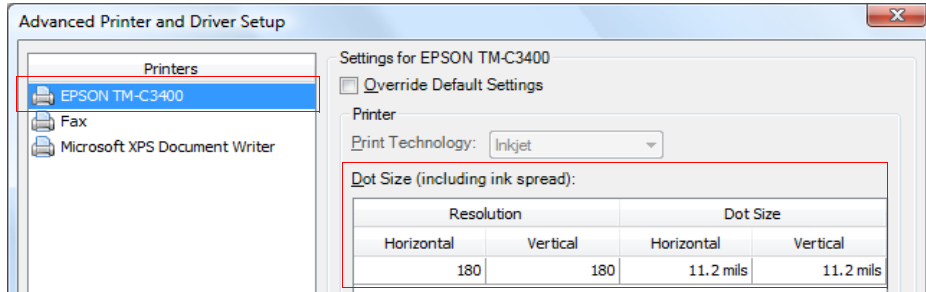 Advanced Printer and Driver Setup
Printers
EPSON TM-C3400
Fax
Microsoft XPS Document Writer
Settings for EPSON TM-C3400
Override Default Settings
Printer
Print Technology: Inkjet
Dot Size (including ink spread):
Resolution Dot Size
Horizontal Vertical Horizontal Vertical
180 180 11.2 mils 11.2 mils